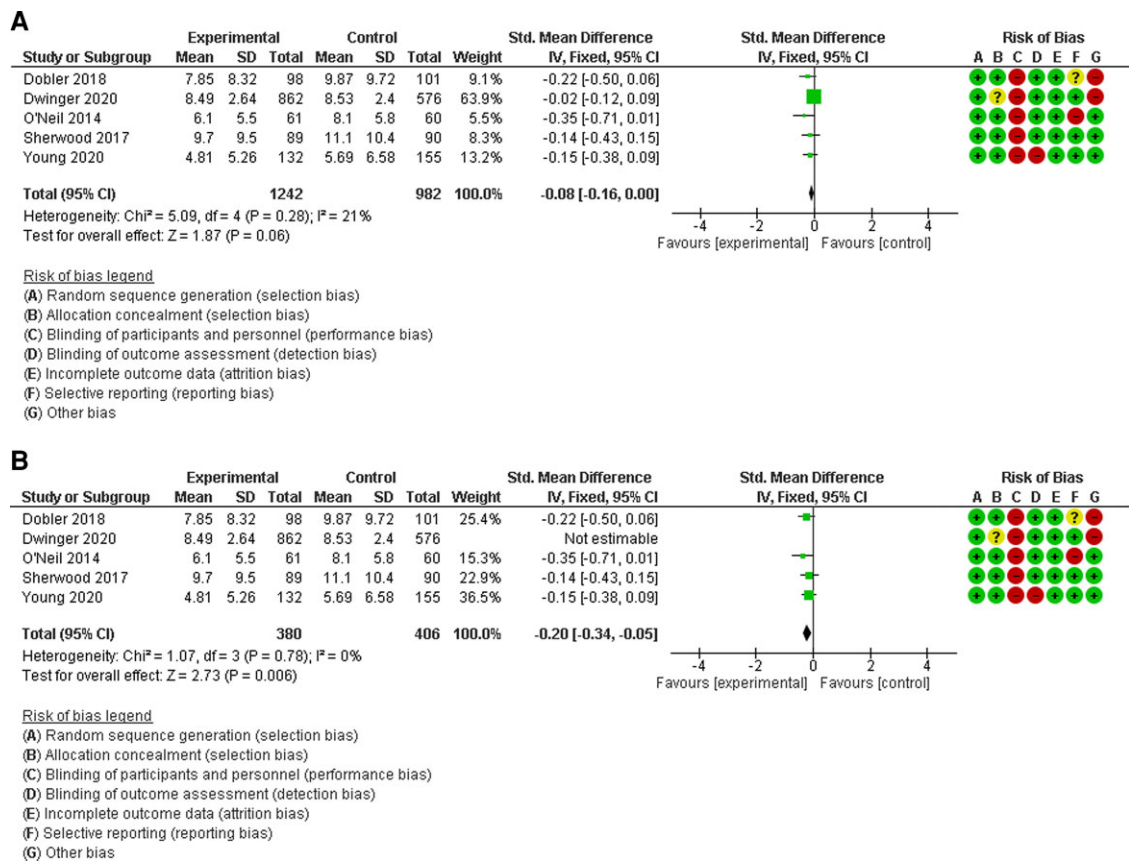 A
Experimental Control Std. Mean Difference Std. Mean Difference Risk of Bias
Study or Subgroup Mean SD Total Mean SD Total Weight IV, Fixed, 95% CI IV, Fixed, 95% CI A B C D E F G
Dobler 2018 7.85 8.32 98 9.87 9.72 101 9.1% -0.22 [-0.50, 0.06] + + - + + ? -
Dwinger 2020 8.49 2.64 862 8.53 2.4 576 63.9% -0.02 [-0.12, 0.09] + ? - + + + -
O'Neil 2014 6.1 5.5 61 8.1 5.8 60 5.5% -0.35 [-0.71, 0.01] + + - + + - +
Sherwood 2017 9.7 9.5 89 11.1 10.4 90 8.3% -0.14 [-0.43, 0.15] + + - + + + +
Young 2020 4.81 5.26 132 5.69 6.58 155 13.2% -0.15 [-0.38, 0.09] + + - - + + +
Total (95% CI) 1242 982 100.0% -0.08 [-0.16, 0.00]
Heterogeneity: Chi² = 5.09, df = 4 (P = 0.28); I² = 21%
Test for overall effect: Z = 1.87 (P = 0.06)
-4 -2 0 2 4
Favours [experimental] Favours [control]
Risk of bias legend
(A) Random sequence generation (selection bias)
(B) Allocation concealment (selection bias)
(C) Blinding of participants and personnel (performance bias)
(D) Blinding of outcome assessment (detection bias)
(E) Incomplete outcome data (attrition bias)
(F) Selective reporting (reporting bias)
(G) Other bias
B
Experimental Control Std. Mean Difference Std. Mean Difference Risk of Bias
Study or Subgroup Mean SD Total Mean SD Total Weight IV, Fixed, 95% CI IV, Fixed, 95% CI A B C D E F G
Dobler 2018 7.85 8.32 98 9.87 9.72 101 25.4% -0.22 [-0.50, 0.06] + + - + + ? -
Dwinger 2020 8.49 2.64 862 8.53 2.4 576 Not estimable + ? - + + + -
O'Neil 2014 6.1 5.5 61 8.1 5.8 60 15.3% -0.35 [-0.71, 0.01] + + - + + - +
Sherwood 2017 9.7 9.5 89 11.1 10.4 90 22.9% -0.14 [-0.43, 0.15] + + - + + + +
Young 2020 4.81 5.26 132 5.69 6.58 155 36.5% -0.15 [-0.38, 0.09] + + - - + + +
Total (95% CI) 380 406 100.0% -0.20 [-0.34, -0.05]
Heterogeneity: Chi² = 1.07, df = 3 (P = 0.78); I² = 0%
Test for overall effect: Z = 2.73 (P = 0.006)
-4 -2 0 2 4
Favours [experimental] Favours [control]
Risk of bias legend
(A) Random sequence generation (selection bias)
(B) Allocation concealment (selection bias)
(C) Blinding of participants and personnel (performance bias)
(D) Blinding of outcome assessment (detection bias)
(E) Incomplete outcome data (attrition bias)
(F) Selective reporting (reporting bias)
(G) Other bias